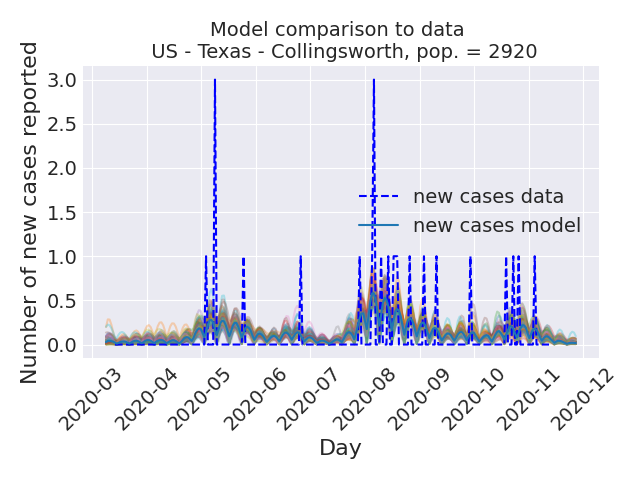 Model comparison to data
US - Texas - Collingsworth, pop. = 2920
Number of new cases reported
3.0
2.5
2.0
1.5
1.0
0.5
0.0
new cases data
new cases model
2020-03
2020-04
2020-05
2020-06
2020-07
2020-08
2020-09
2020-10
2020-11
2020-12
Day